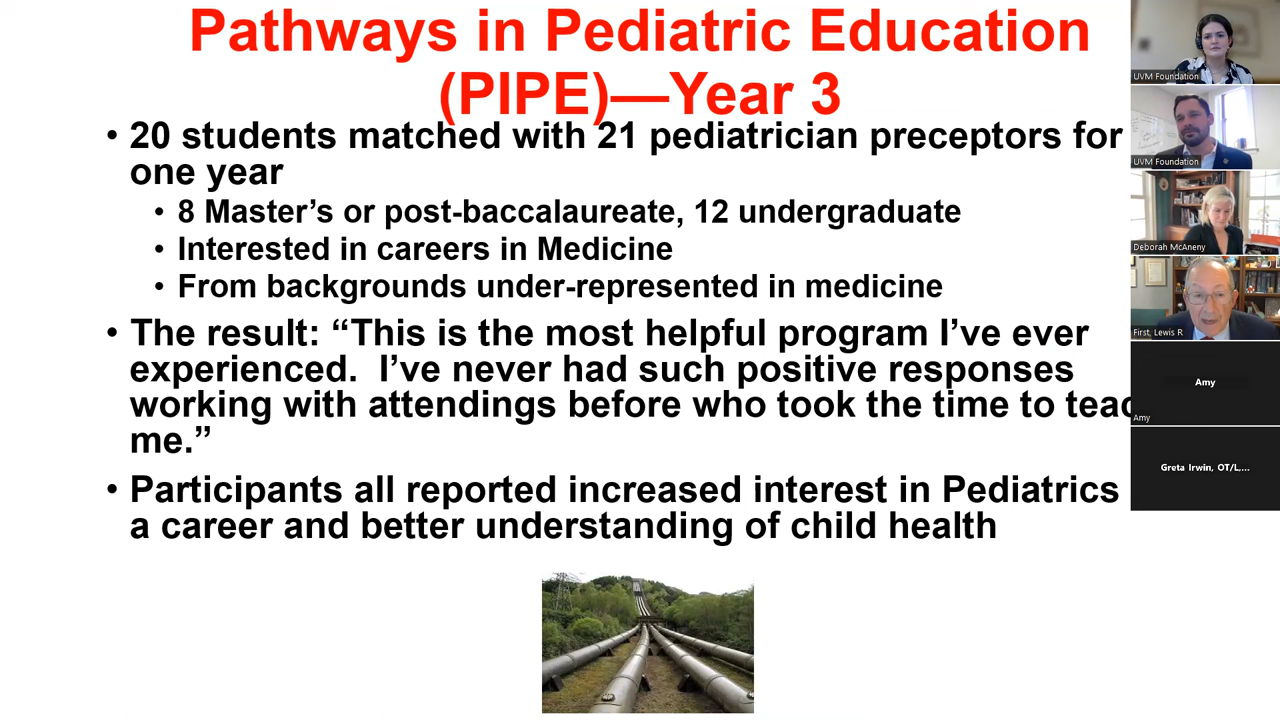 Pathways in Pediatric Education
(PIPE)—Year 3
• 20 students matched with 21 pediatrician preceptors for
one year
• 8 Master’s or post-baccalaureate, 12 undergraduate
• Interested in careers in Medicine
• From backgrounds under-represented in medicine
• The result: “This is the most helpful program I’ve ever
experienced.  I’ve never had such positive responses
working with attendings before who took the time to
me.”
• Participants all reported increased interest in Pediatrics
a career and better understanding of child health
UVM Foundation
UVM Foundation
Deborah McAneny
First, Lewis R
Amy
Amy
Greta Irwin, OT/L,...